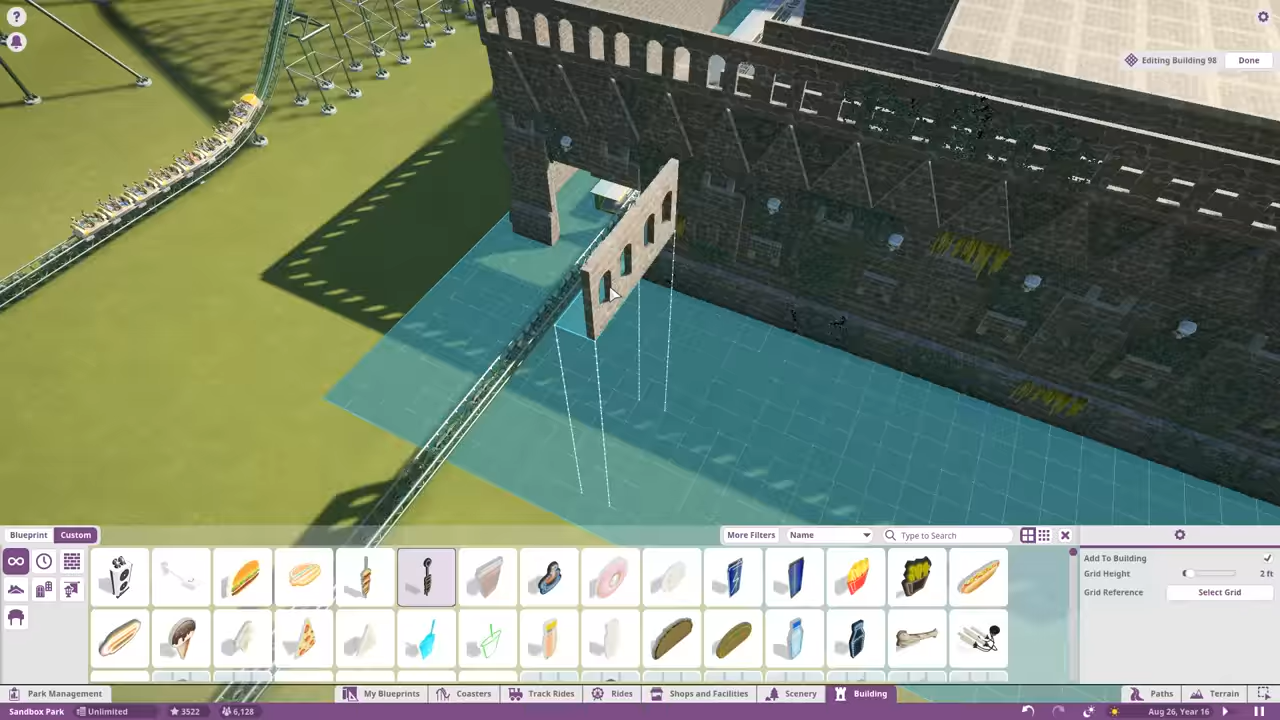 Editing Building 98 Done
Blueprint Custom More Filters Name Type to Search
Add To Building
Grid Height 2 ft
Grid Reference Select Grid
Park Management My Blueprints Coasters Track Rides Rides Shops and Facilities Scenery Building Paths Terrain
Sandbox Park Unlimited 3522 6,128 Aug 26, Year 16